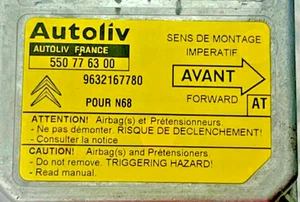 Autoliv
AUTOLIV FRANCE
550 77 63 00
9632167780
POUR N68
SENS DE MONTAGE
IMPERATIF
AVANT
FORWARD
AT
ATTENTION! Airbag(s) et Prétensionneurs.
- Ne pas démonter. RISQUE DE DECLENCHEMENT!
- Consulter la notice
CAUTION! Airbag(s) and Pretensioners
- Do not remove. TRIGGERING HAZARD!
- Read manual.